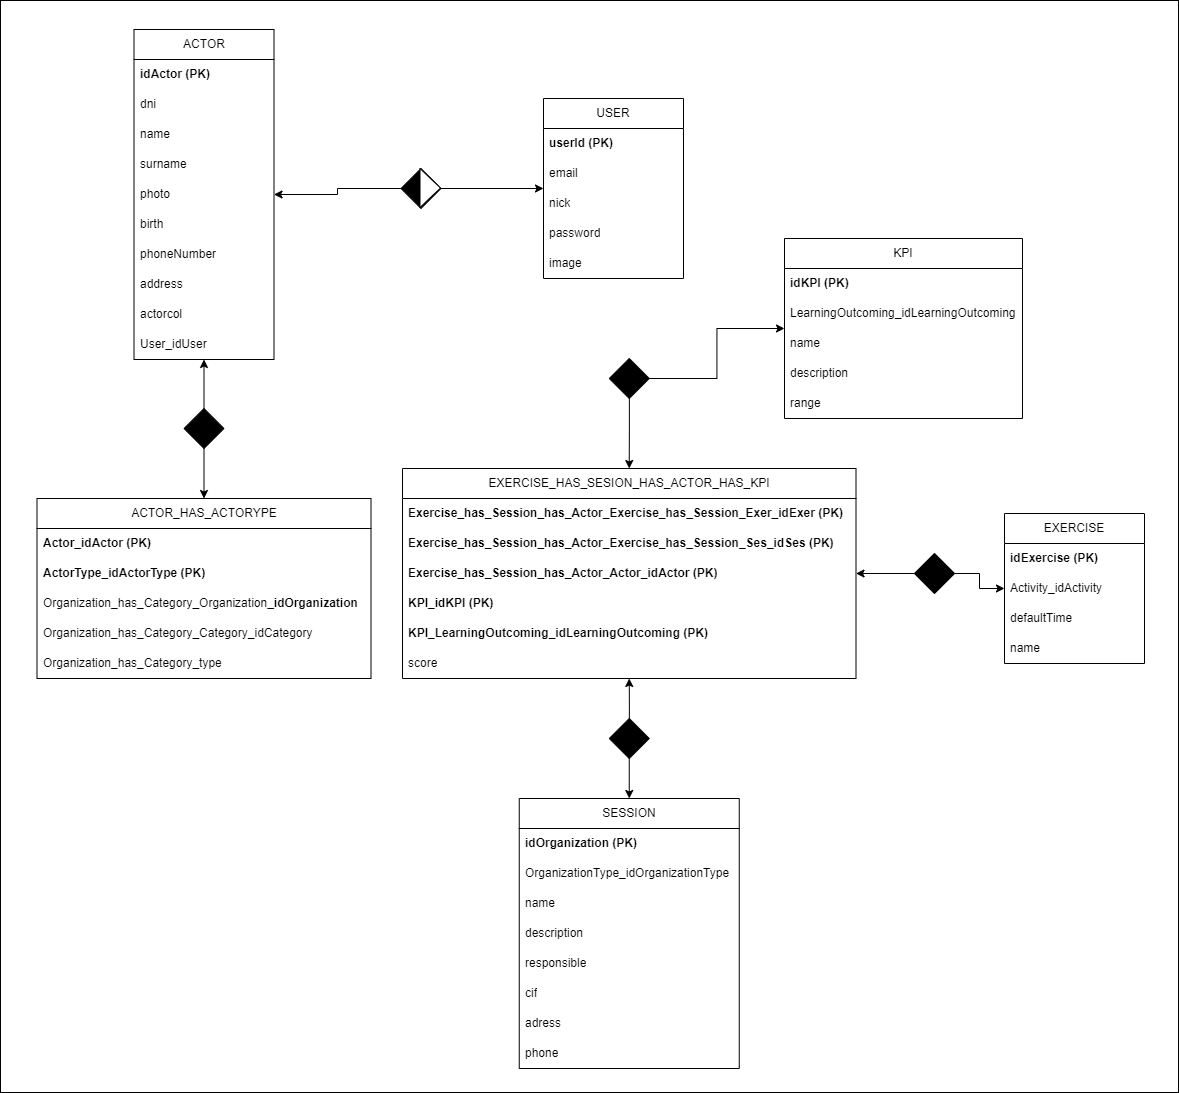 ACTOR
idActor (PK)
dni
name
surname
photo
birth
phoneNumber
address
actorcol
User_idUser
USER
userId (PK)
email
nick
password
image
KPI
idKPI (PK)
LearningOutcoming_idLearningOutcoming
name
description
range
ACTOR_HAS_ACTORYPE
Actor_idActor (PK)
ActorType_idActorType (PK)
Organization_has_Category_Organization_idOrganization
Organization_has_Category_Category_idCategory
Organization_has_Category_type
EXERCISE_HAS_SESION_HAS_ACTOR_HAS_KPI
Exercise_has_Session_has_Actor_Exercise_has_Session_Exer_idExer (PK)
Exercise_has_Session_has_Actor_Exercise_has_Session_Ses_idSes (PK)
Exercise_has_Session_has_Actor_Actor_idActor (PK)
KPI_idKPI (PK)
KPI_LearningOutcoming_idLearningOutcoming (PK)
score
EXERCISE
idExercise (PK)
Activity_idActivity
defaultTime
name
SESSION
idOrganization (PK)
OrganizationType_idOrganizationType
name
description
responsible
cif
adress
phone